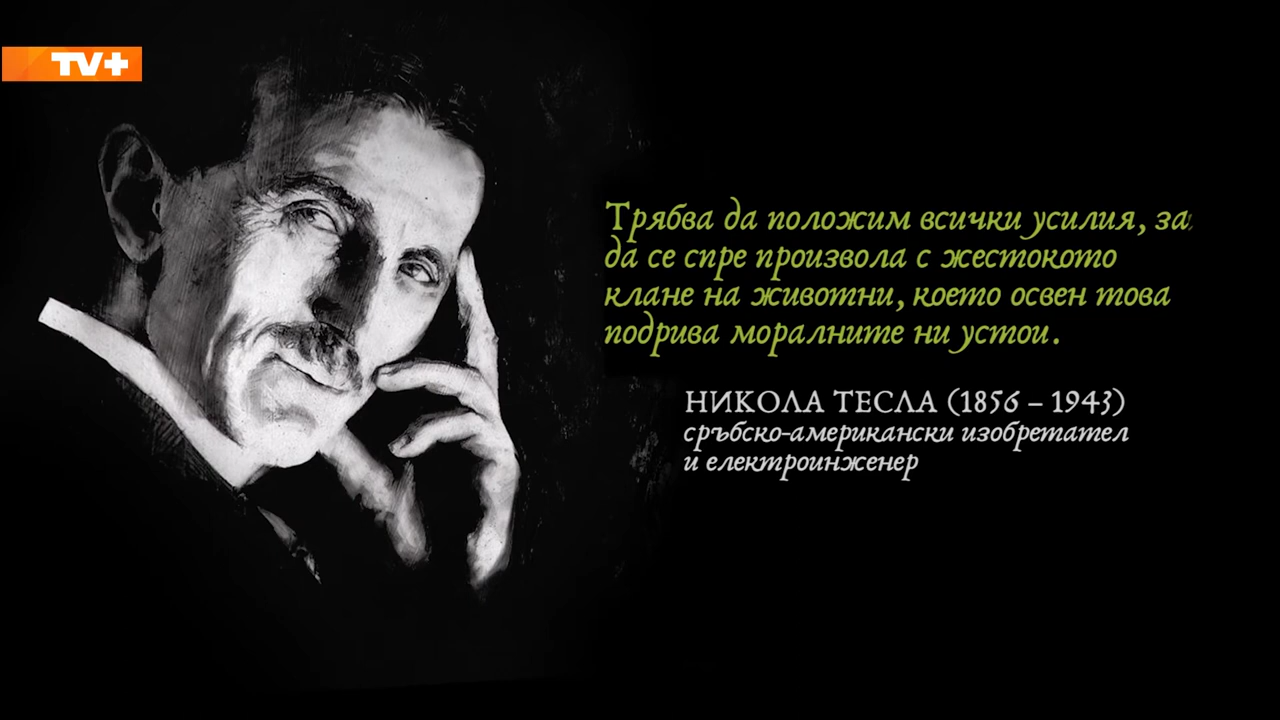 TV+
Трябва да положим всички усилия, за
да се спре произвола с жестокото
клане на животни, което освен това
подрива моралните ни устои.
НИКОЛА ТЕСЛА (1856 – 1943)
сръбско-американски изобретател
и електроинженер